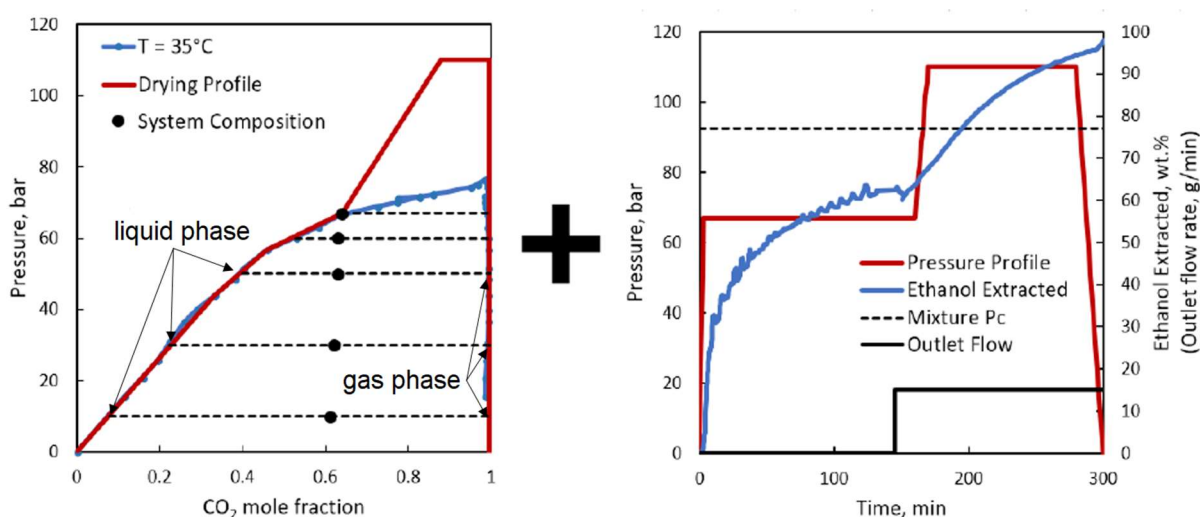 120
100
80
60
40
20
0
Pressure, bar
T = 35°C
Drying Profile
System Composition
liquid phase
gas phase
0 0.2 0.4 0.6 0.8 1
CO2 mole fraction
120
100
80
60
40
20
0
Pressure, bar
Pressure Profile
Ethanol Extracted
Mixture Pc
Outlet Flow
100
90
80
70
60
50
40
30
20
10
0
Ethanol Extracted, wt.%
(Outlet flow rate, g/min)
0 100 200 300
Time, min